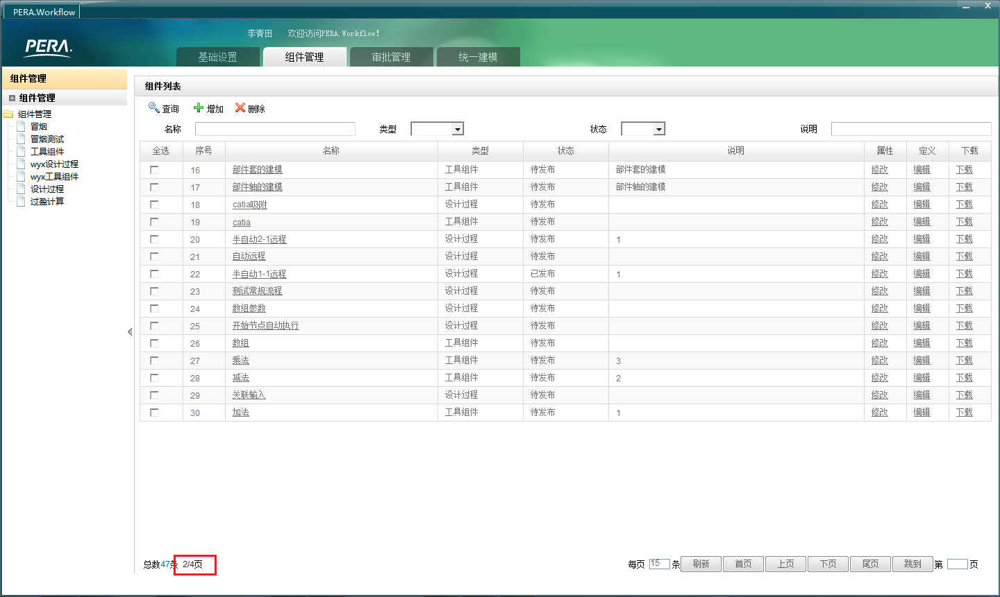 PERA.Workflow
李青田 欢迎访问PERA.Workflow!
PERA.
基础设置 组件管理 审批管理 统一建模
组件管理
组件管理
组件管理
冒烟
冒烟测试
工具组件
wyx设计过程
wyx工具组件
设计过程
过盈计算
组件列表
查询 增加 删除
名称 类型 状态 说明
全选 序号 名称 类型 状态 说明 属性 定义 下载
16 部件套的建模 工具组件 待发布 部件套的建模 修改 编辑 下载
17 部件轴的建模 工具组件 待发布 部件轴的建模 修改 编辑 下载
18 catia吸附 设计过程 待发布 修改 编辑 下载
19 catia 工具组件 待发布 修改 编辑 下载
20 半自动2-1远程 设计过程 待发布 1 修改 编辑 下载
21 自动远程 设计过程 待发布 修改 编辑 下载
22 半自动1-1远程 设计过程 已发布 1 修改 编辑 下载
23 测试常规流程 设计过程 待发布 修改 编辑 下载
24 数组参数 设计过程 待发布 修改 编辑 下载
25 开始节点自动执行 设计过程 待发布 修改 编辑 下载
26 数组 工具组件 待发布 修改 编辑 下载
27 乘法 工具组件 待发布 3 修改 编辑 下载
28 减法 工具组件 待发布 2 修改 编辑 下载
29 关联输入 设计过程 待发布 修改 编辑 下载
30 加法 工具组件 待发布 1 修改 编辑 下载
总数47条 2/4页 每页 15 条 刷新 首页 上页 下页 尾页 跳到 第 页